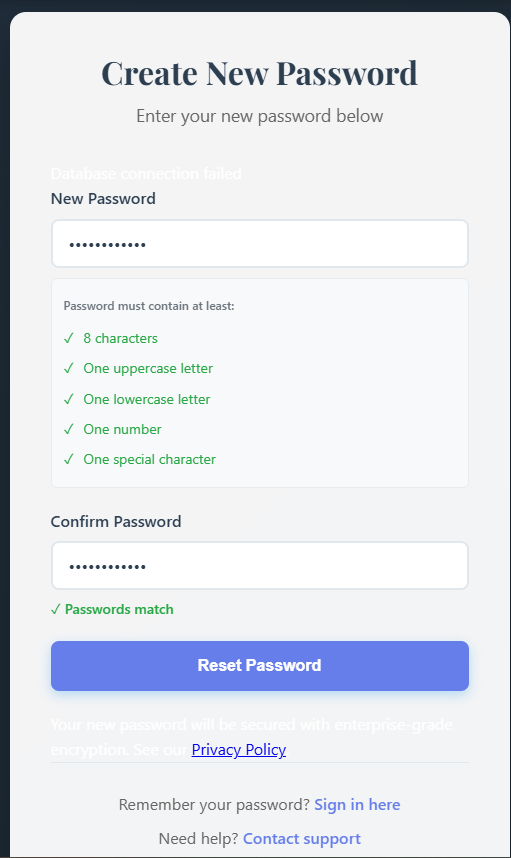 Create New Password
Enter your new password below
Database connection failed
New Password
••••••••••••
Password must contain at least:
✓ 8 characters
✓ One uppercase letter
✓ One lowercase letter
✓ One number
✓ One special character
Confirm Password
••••••••••••
✓ Passwords match
Reset Password
Your new password will be secured with enterprise-grade
encryption. See our Privacy Policy
Remember your password? Sign in here
Need help? Contact support